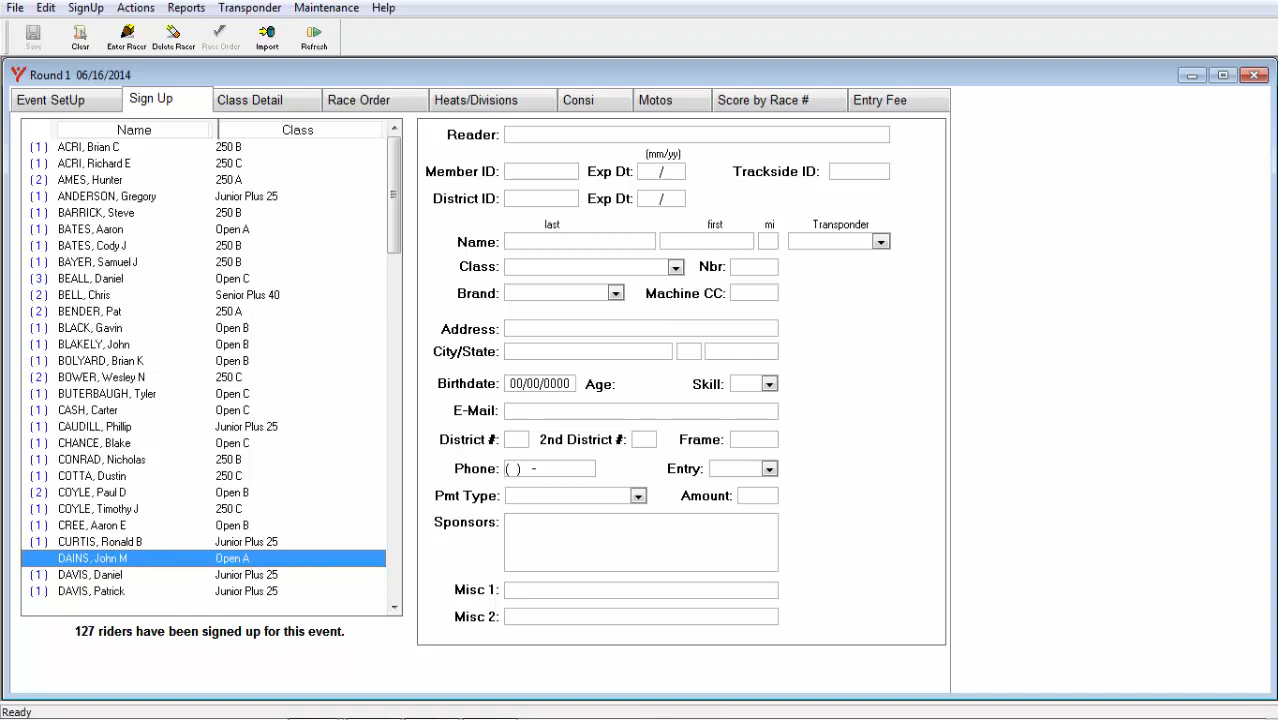 File Edit SignUp Actions Reports Transponder Maintenance Help
Save Clear Enter Racer Delete Racer Race Order Import Refresh
Round 1 06/16/2014
Event SetUp Sign Up Class Detail Race Order Heats/Divisions Consi Motos Score by Race # Entry Fee
Name Class
(1) ACRI, Brian C 250 B
(1) ACRI, Richard E 250 C
(2) AMES, Hunter 250 A
(1) ANDERSON, Gregory Junior Plus 25
(1) BARRICK, Steve 250 B
(1) BATES, Aaron Open A
(1) BATES, Cody J 250 B
(1) BAYER, Samuel J 250 B
(3) BEALL, Daniel Open C
(2) BELL, Chris Senior Plus 40
(2) BENDER, Pat 250 A
(1) BLACK, Gavin Open B
(1) BLAKELY, John Open B
(1) BOLYARD, Brian K Open B
(2) BOWER, Wesley N 250 C
(1) BUTERBAUGH, Tyler Open B
(1) CASH, Carter Open B
(1) CAUDILL, Phillip Junior Plus 25
(1) CHANCE, Blake Open C
(1) CONRAD, Nicholas 250 B
(1) COTTA, Dustin 250 C
(2) COYLE, Paul D Open B
(1) COYLE, Timothy J 250 C
(1) CREE, Aaron E Open B
(1) CURTIS, Ronald B Junior Plus 25
DAINS, John M Open A
(1) DAVIS, Daniel Junior Plus 25
(1) DAVIS, Patrick Junior Plus 25
127 riders have been signed up for this event.
Reader:
(mm/yy)
Member ID: Exp Dt: / Trackside ID:
District ID: Exp Dt: /
last first mi Transponder
Name:
Class: Nbr:
Brand: Machine CC:
Address:
City/State:
Birthdate: 00/00/0000 Age: Skill:
E-Mail:
District #: 2nd District #: Frame:
Phone: ( ) - Entry:
Pmt Type: Amount:
Sponsors:
Misc 1:
Misc 2:
Ready